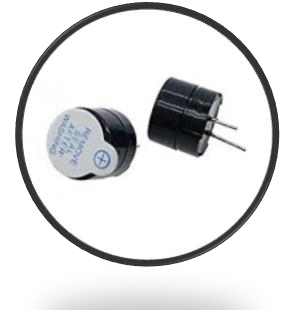 REMOVE
SEAL
AFTER
WASHING
+